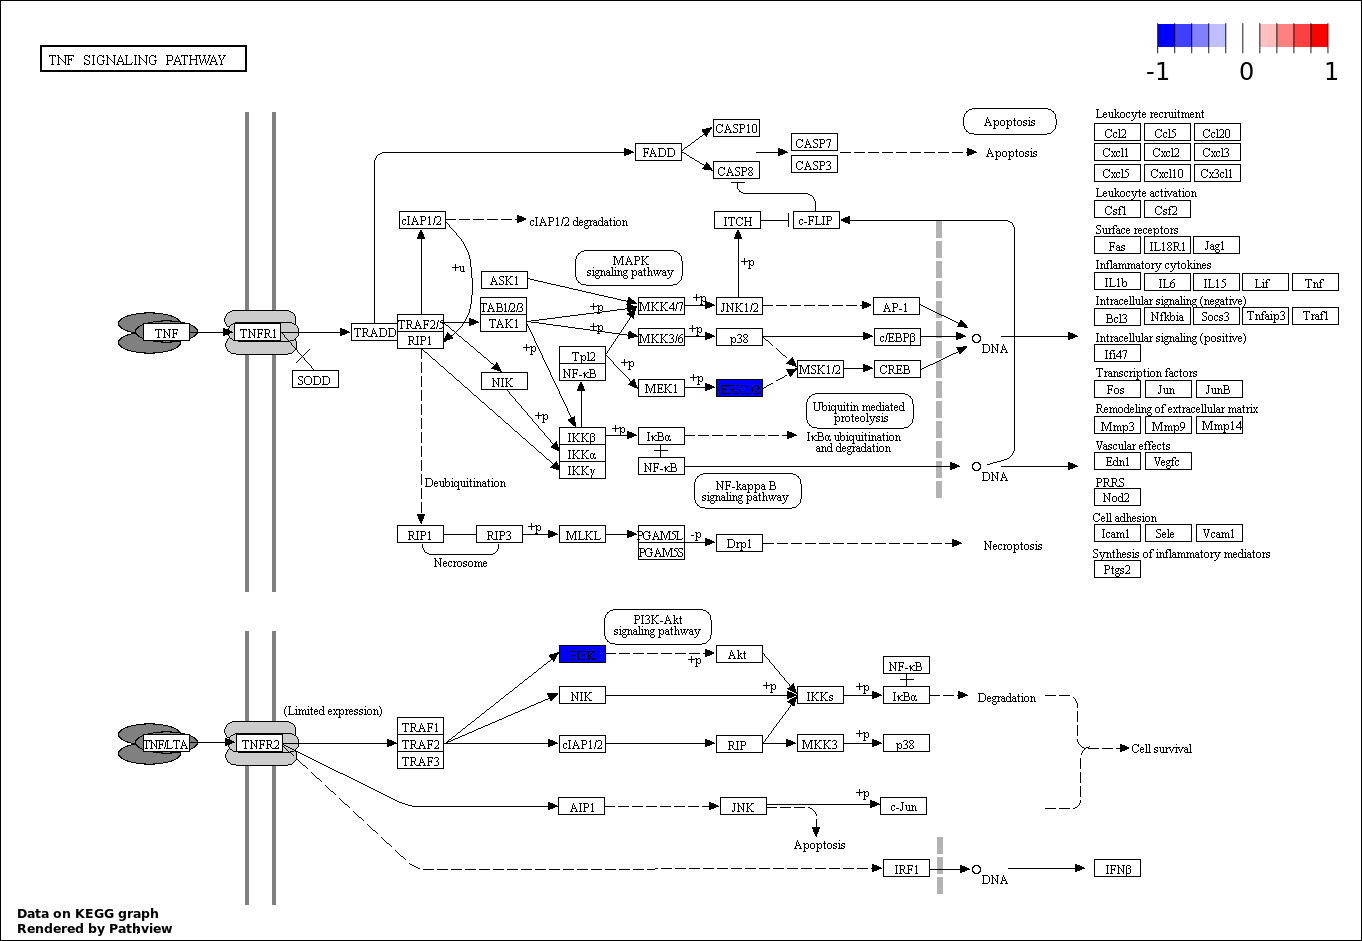 TNF SIGNALING PATHWAY
-1 0 1
Leukocyte recruitment
Ccl2 Ccl5 Ccl20
Cxcl1 Cxcl2 Cxcl3
Cxcl5 Cxcl10 Cx3cl1
Leukocyte activation
Csf1 Csf2
Surface receptors
Fas IL18R1 Jag1
Inflammatory cytokines
IL1b IL6 IL15 Lif Tnf
Intracellular signaling (negative)
Bcl3 Nfkbia Socs3 Tnfaip3 Traf1
Intracellular signaling (positive)
Ifi47
Transcription factors
Fos Jun JunB
Remodeling of extracellular matrix
Mmp3 Mmp9 Mmp14
Vascular effects
Edn1 Vegfc
PRRS
Nod2
Cell adhesion
Icam1 Sele Vcam1
Synthesis of inflammatory mediators
Ptgs2
CASP10
FADD
CASP7
CASP3
CASP8
Apoptosis
Apoptosis
cIAP1/2
cIAP1/2 degradation
ITCH
c-FLIP
+u
+p
MAPK
signaling pathway
ASK1
TAB1/2/3
TAK1
+p
+p
+p
MKK4/7
+p
JNK1/2
AP-1
TNF
TNFR1
SODD
TRADD
TRAF2/5
RIP1
MKK3/6
+p
p38
c/EBPβ
DNA
Tpl2
NF-κB
+p
MSK1/2
CREB
NIK
MEK1
+p
+p
Ubiquitin mediated
proteolysis
IKKβ
IKKα
IKKγ
+p
IκBα
NF-κB
IκBα ubiquitination
and degradation
DNA
NF-kappa B
signaling pathway
Deubiquitination
RIP1
RIP3
+p
MLKL
PGAM5L
PGAM5S
-p
Drp1
Necroptosis
Necrosome
PI3K-Akt
signaling pathway
+p
Akt
NIK
+p
IKKs
+p
NF-κB
IκBα
Degradation
(Limited expression)
TNF/LTA
TNFR2
TRAF1
TRAF2
TRAF3
cIAP1/2
RIP
MKK3
+p
p38
Cell survival
AIP1
JNK
+p
c-Jun
Apoptosis
IRF1
DNA
IFNβ
Data on KEGG graph
Rendered by Pathview